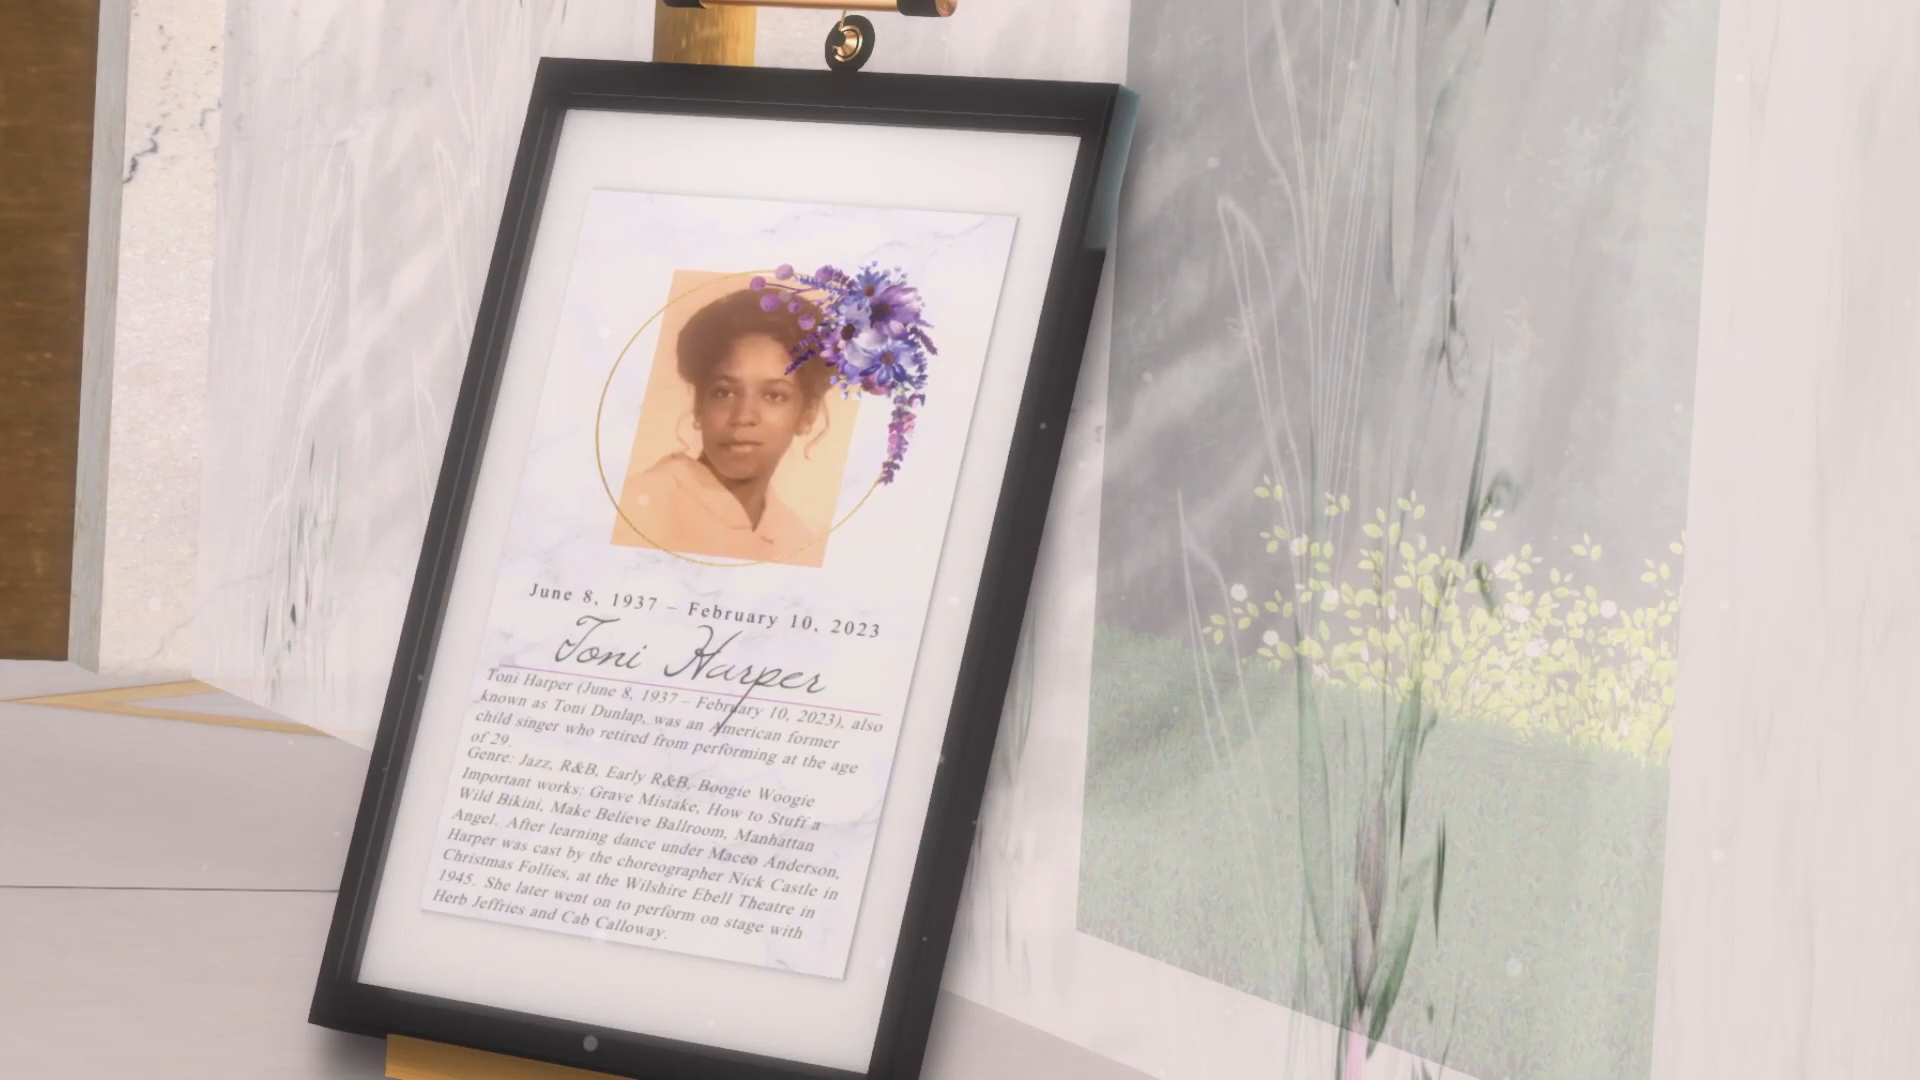 June 8, 1937 – February 10, 2023
Toni Harper
Toni Harper (June 8, 1937 – February 10, 2023), also
known as Toni Dunlap, was an American former
child singer who retired from performing at the age
of 29.
Genre: Jazz, R&B, Early R&B, Boogie Woogie
Important works: Grave Mistake, How to Stuff a
Wild Bikini, Make Believe Ballroom, Manhattan
Angel. After learning dance under Maceo Anderson,
Harper was cast by the choreographer Nick Castle in
Christmas Follies, at the Wilshire Ebell Theatre in
1945. She later went on to perform on stage with
Herb Jeffries and Cab Calloway.